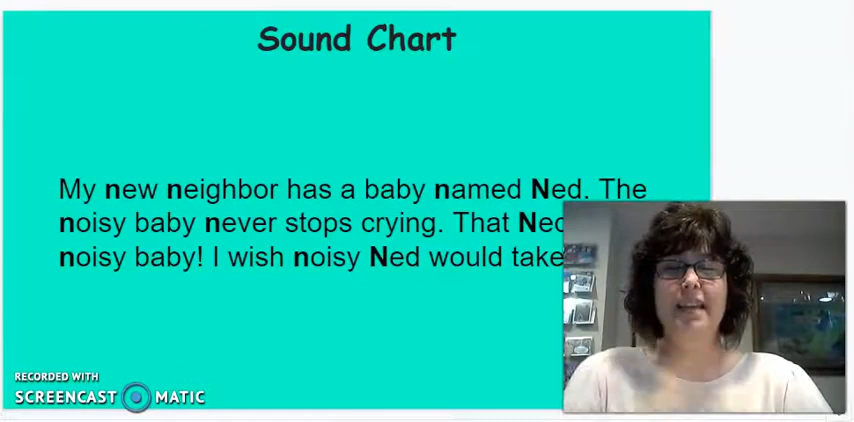 Sound Chart
My new neighbor has a baby named Ned. The
noisy baby never stops crying. That
noisy baby! I wish noisy Ned would take
RECORDED WITH
SCREENCAST MATIC